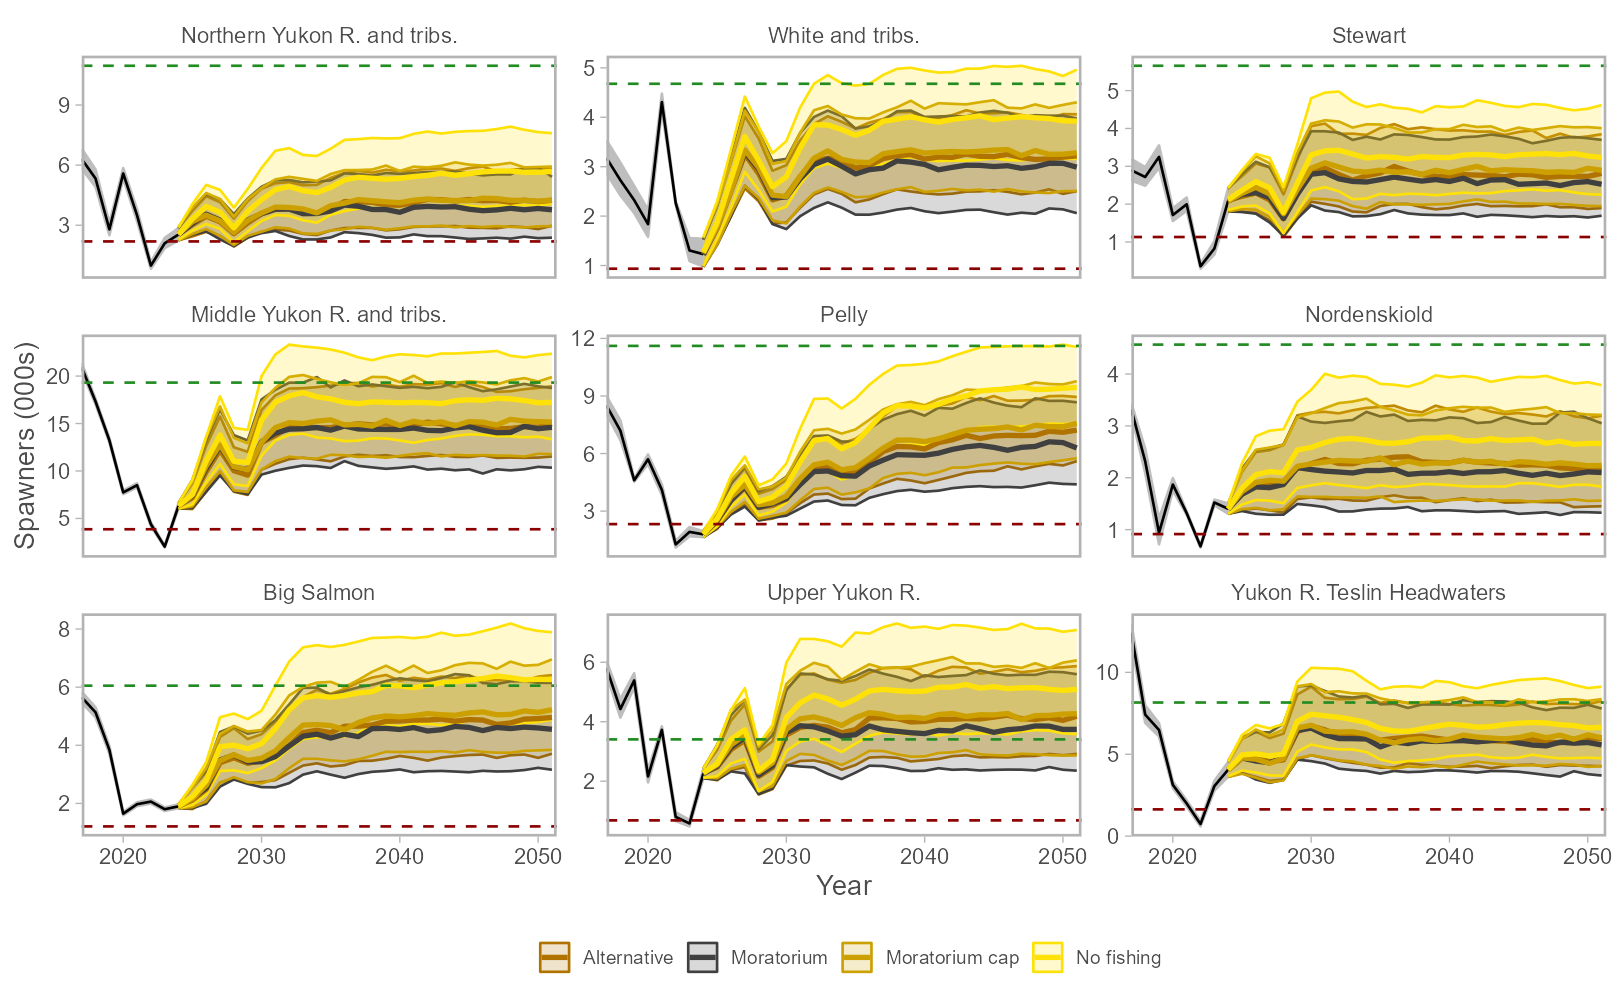 Northern Yukon R. and tribs.
White and tribs.
Stewart
9
6
3
5
4
3
2
1
5
4
3
2
1
Middle Yukon R. and tribs.
Pelly
Nordenskiold
20
15
10
5
12
9
6
3
4
3
2
1
Big Salmon
Upper Yukon R.
Yukon R. Teslin Headwaters
8
6
4
2
6
4
2
10
5
0
2020 2030 2040 2050
2020 2030 2040 2050
2020 2030 2040 2050
Spawners (000s)
Year
Alternative Moratorium Moratorium cap No fishing